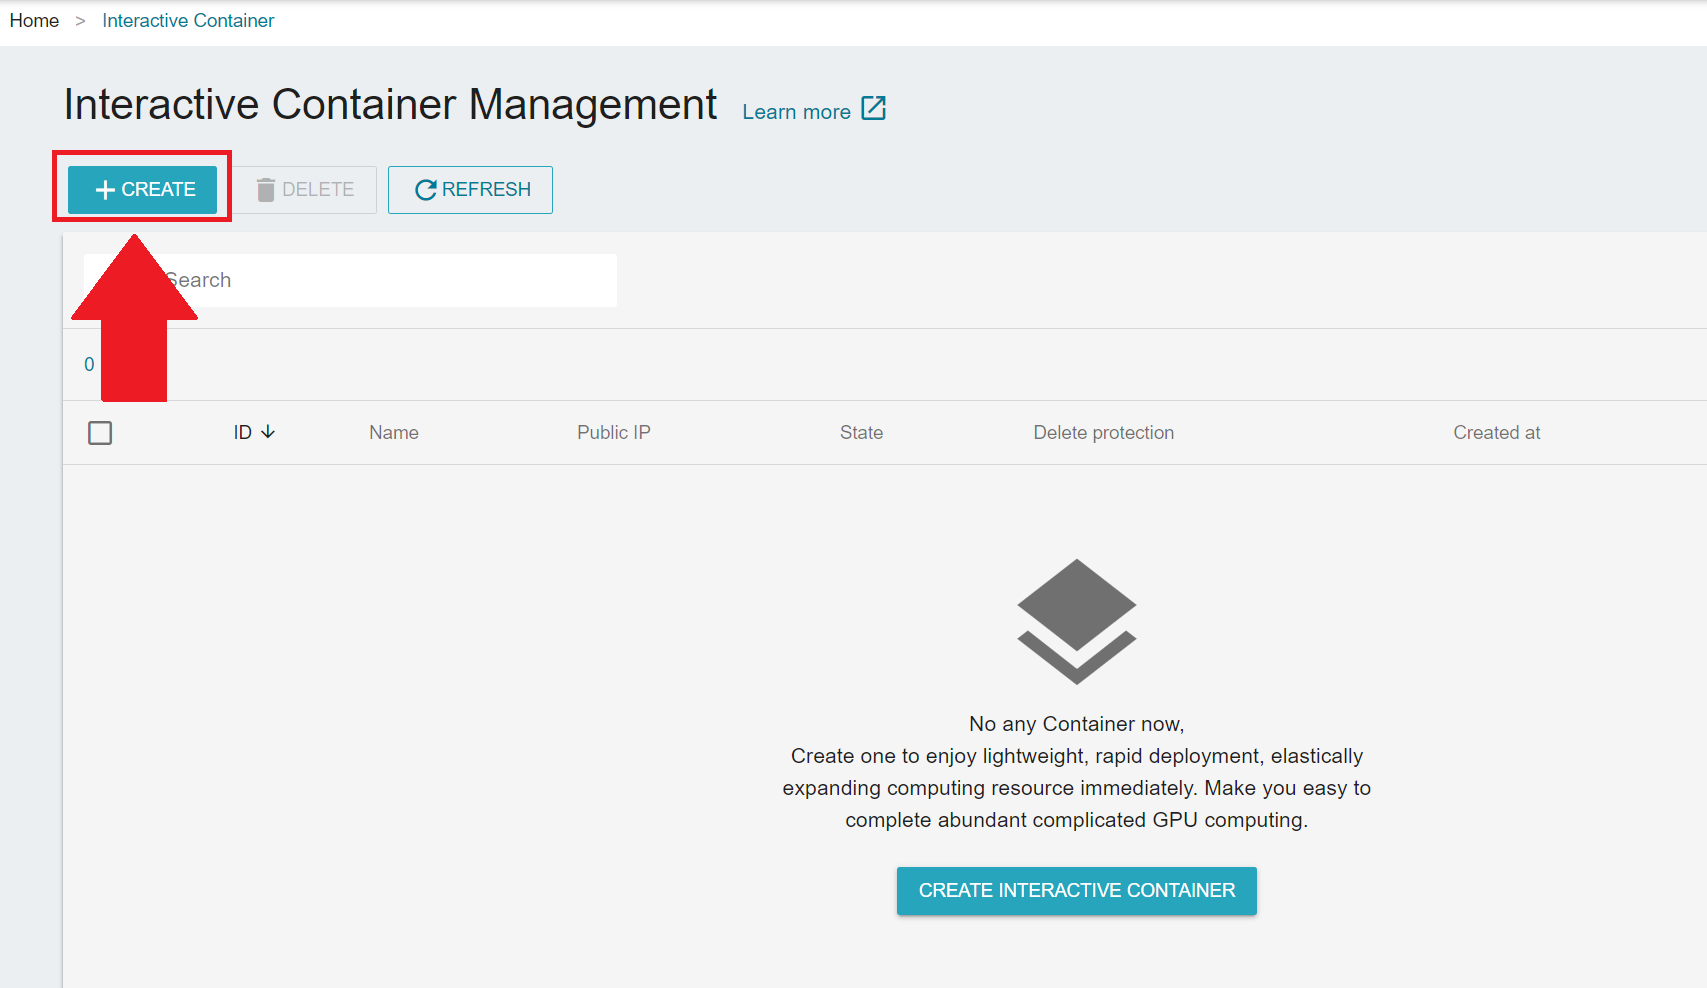 Home > Interactive Container
Interactive Container Management Learn more
CREATE DELETE REFRESH
Search
0
ID Name Public IP State Delete protection Created at
No any Container now,
Create one to enjoy lightweight, rapid deployment, elastically
expanding computing resource immediately. Make you easy to
complete abundant complicated GPU computing.
CREATE INTERACTIVE CONTAINER